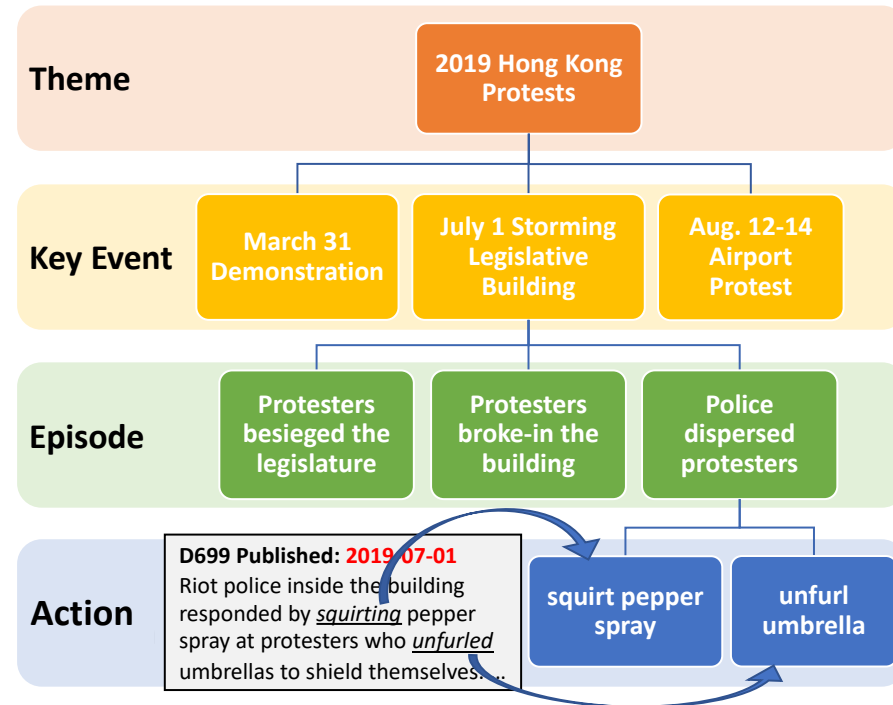 Theme
2019 Hong Kong
Protests
Key Event
March 31
Demonstration
July 1 Storming
Legislative
Building
Aug. 12-14
Airport
Protest
Episode
Protesters
besieged the
legislature
Protesters
broke-in the
building
Police
dispersed
protesters
Action
D699 Published: 2019-07-01
Riot police inside the building
responded by squirting pepper
spray at protesters who unfurled
umbrellas to shield themselves.…
squirt pepper
spray
unfurl
umbrella